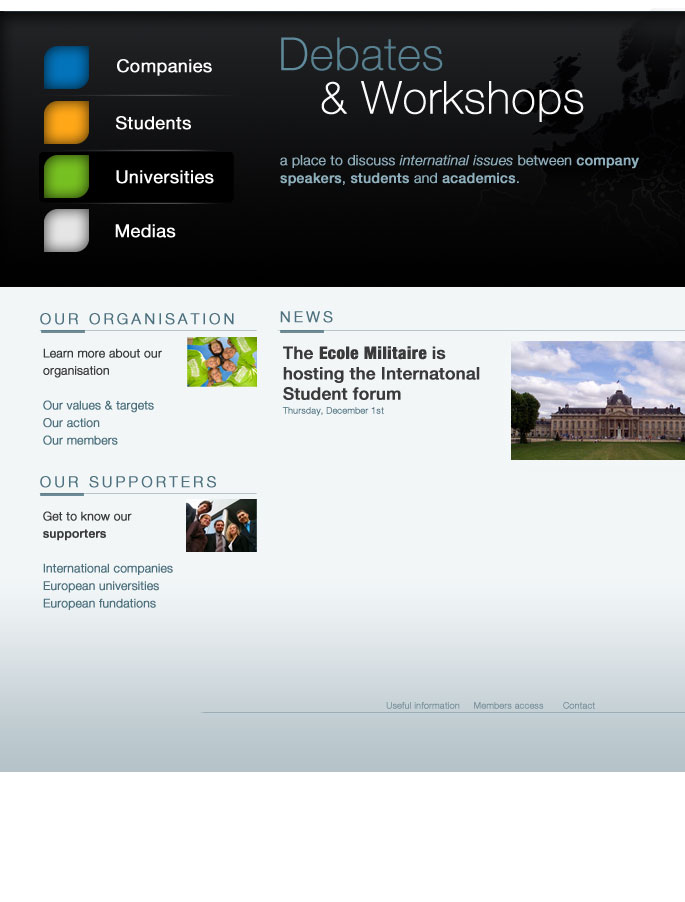 Companies
Students
Universities
Medias
Debates
& Workshops
a place to discuss internatinal issues between company
speakers, students and academics.
OUR ORGANISATION
Learn more about our
organisation
Our values & targets
Our action
Our members
OUR SUPPORTERS
Get to know our
supporters
International companies
European universities
European fundations
NEWS
The Ecole Militaire is
hosting the Internatonal
Student forum
Thursday, December 1st
Useful information
Members access
Contact